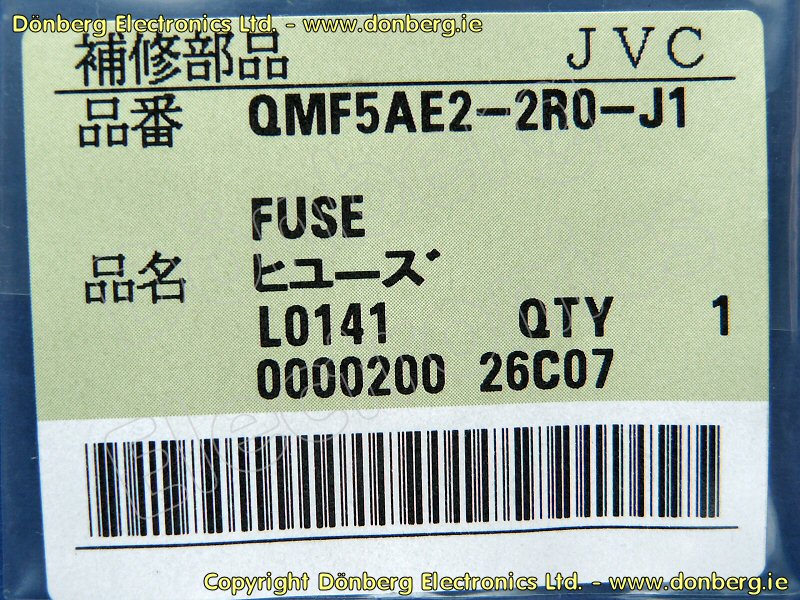 Dönberg Electronics Ltd. - www.donberg.ie
補修部品 JVC
品番 QMF5AE2-2R0-J1
FUSE
品名 ヒユーズ
L0141 QTY 1
0000200 26C07
Copyright Dönberg Electronics Ltd. - www.donberg.ie